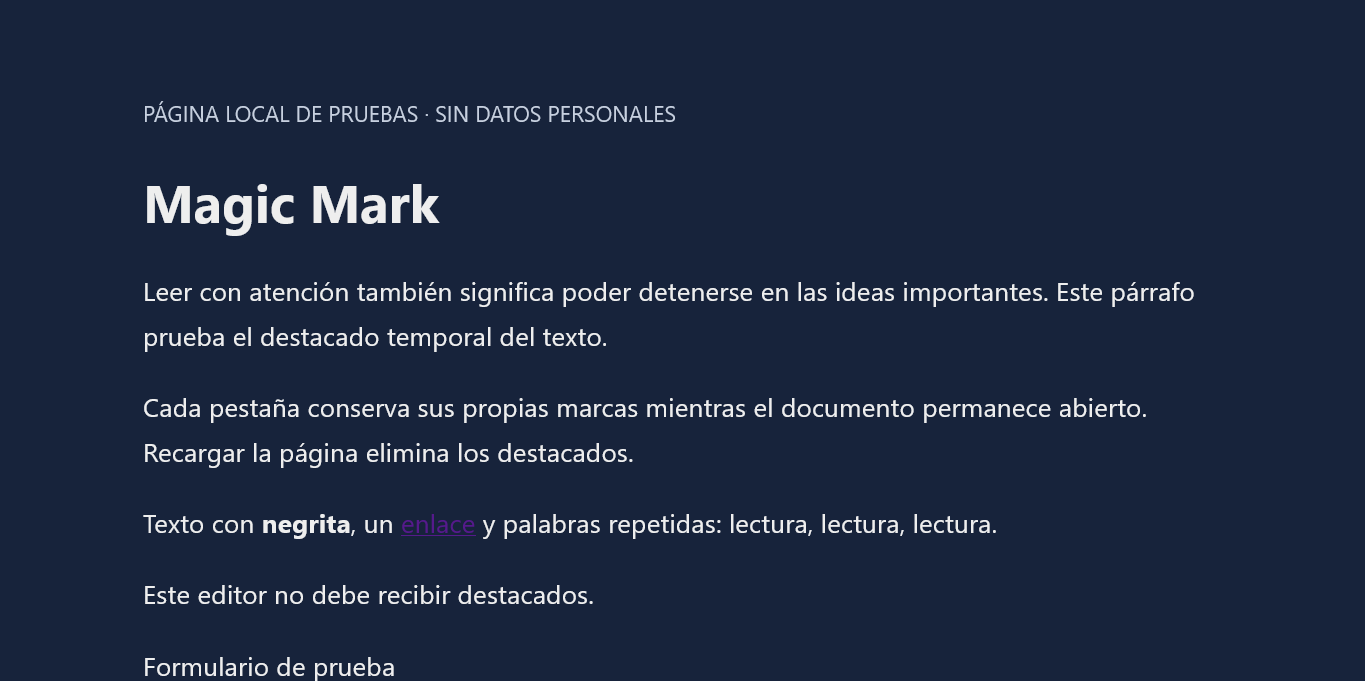 PÁGINA LOCAL DE PRUEBAS · SIN DATOS PERSONALES
Magic Mark
Leer con atención también significa poder detenerse en las ideas importantes. Este párrafo
prueba el destacado temporal del texto.
Cada pestaña conserva sus propias marcas mientras el documento permanece abierto.
Recargar la página elimina los destacados.
Texto con negrita, un enlace y palabras repetidas: lectura, lectura, lectura.
Este editor no debe recibir destacados.
Formulario de prueba